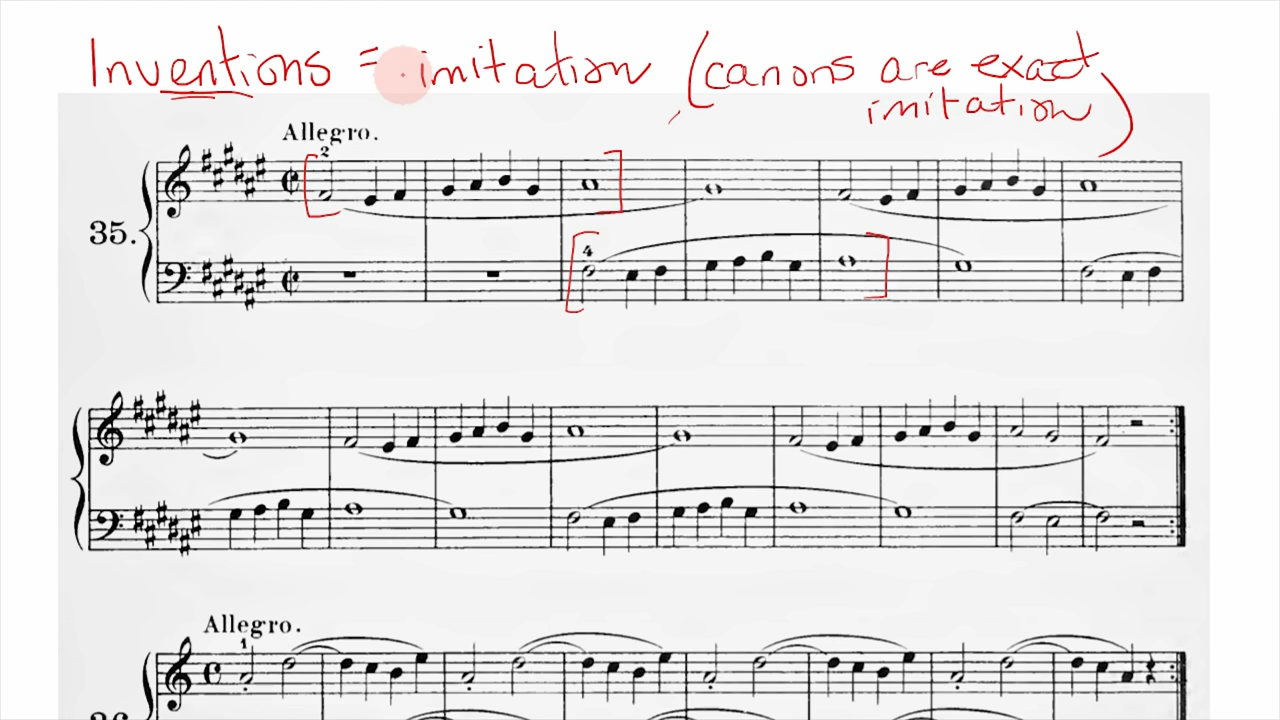 Inventions = imitation (canons are exact
imitation)
Allegro.
2
35.
4
Allegro.
1